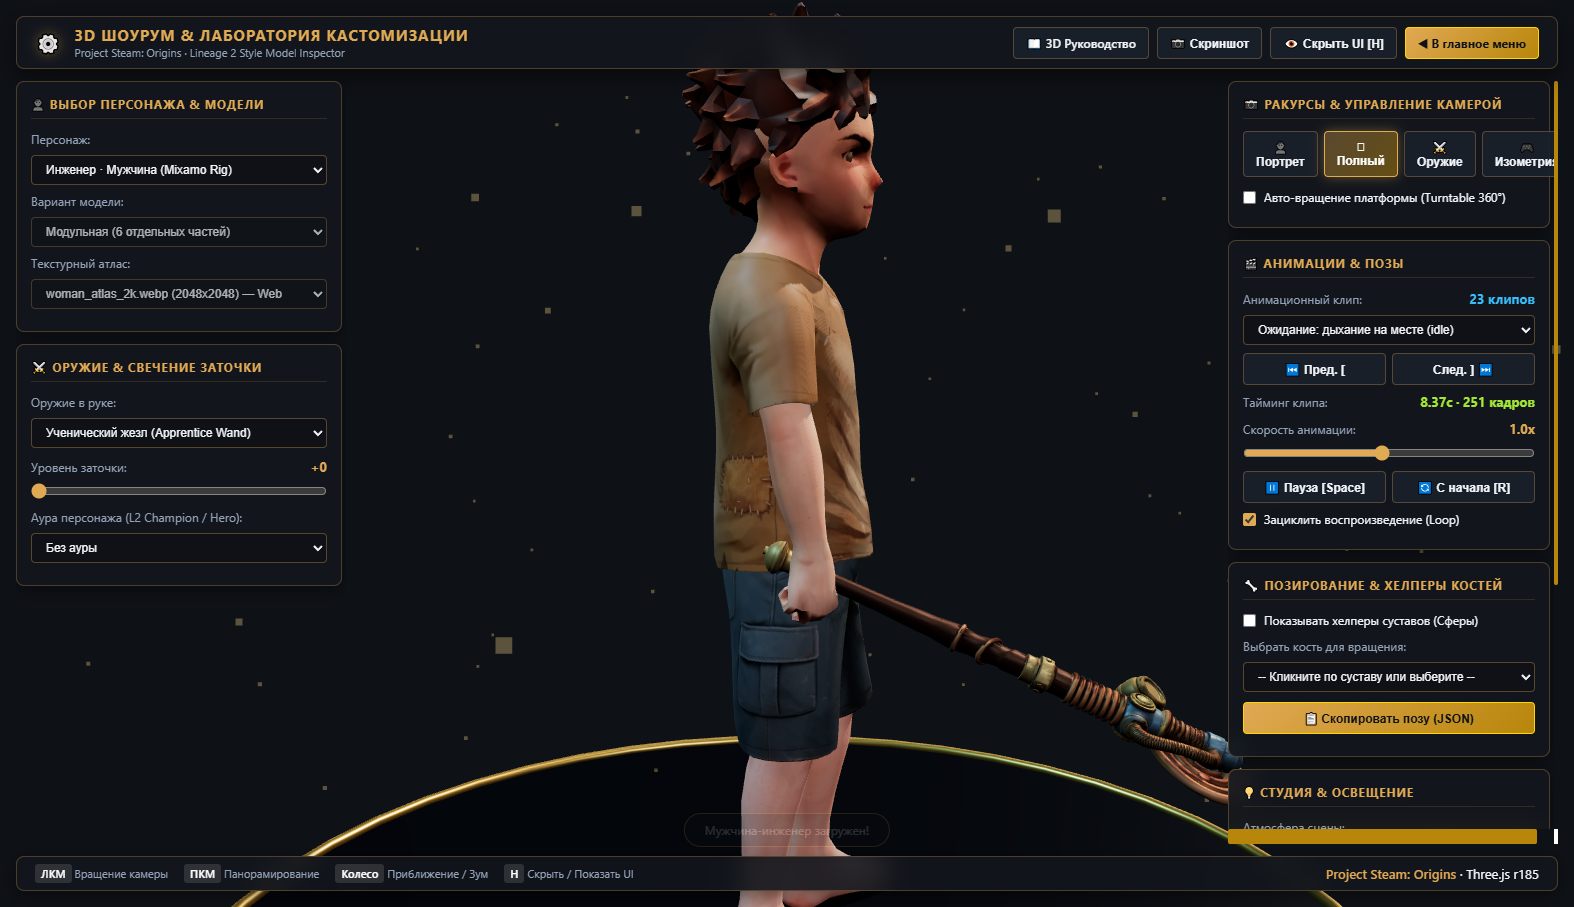 3D ШОУРУМ & ЛАБОРАТОРИЯ КАСТОМИЗАЦИИ
Project Steam: Origins · Lineage 2 Style Model Inspector
3D Руководство
Скриншот
Скрыть UI [H]
◀ В главное меню
ВЫБОР ПЕРСОНАЖА & МОДЕЛИ
Персонаж:
Инженер · Мужчина (Mixamo Rig)
Вариант модели:
Модульная (6 отдельных частей)
Текстурный атлас:
woman_atlas_2k.webp (2048x2048) — Web
ОРУЖИЕ & СВЕЧЕНИЕ ЗАТОЧКИ
Оружие в руке:
Ученический жезл (Apprentice Wand)
Уровень заточки: +0
Аура персонажа (L2 Champion / Hero):
Без ауры
РАКУРСЫ & УПРАВЛЕНИЕ КАМЕРОЙ
Портрет
Полный
Оружие
Изометрия
Авто-вращение платформы (Turntable 360°)
АНИМАЦИИ & ПОЗЫ
Анимационный клип: 23 клипов
Ожидание: дыхание на месте (idle)
Пред. [
След. ]
Тайминг клипа: 8.37с · 251 кадров
Скорость анимации: 1.0x
Пауза [Space]
С начала [R]
Зациклить воспроизведение (Loop)
ПОЗИРОВАНИЕ & ХЕЛПЕРЫ КОСТЕЙ
Показывать хелперы суставов (Сферы)
Выбрать кость для вращения:
-- Кликните по суставу или выберите --
Скопировать позу (JSON)
СТУДИЯ & ОСВЕЩЕНИЕ
Атмосфера сцены:
Мужчина-инженер загружен!
ЛКМ Вращение камеры
ПКМ Панорамирование
Колесо Приближение / Зум
H Скрыть / Показать UI
Project Steam: Origins · Three.js r185